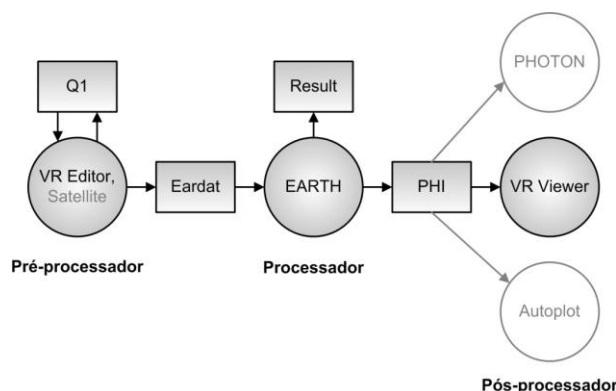 PHOTON
Q1
Result
VR Editor,
Satellite
Eardat
EARTH
PHI
VR Viewer
Pré-processador
Processador
Autoplot
Pós-processador